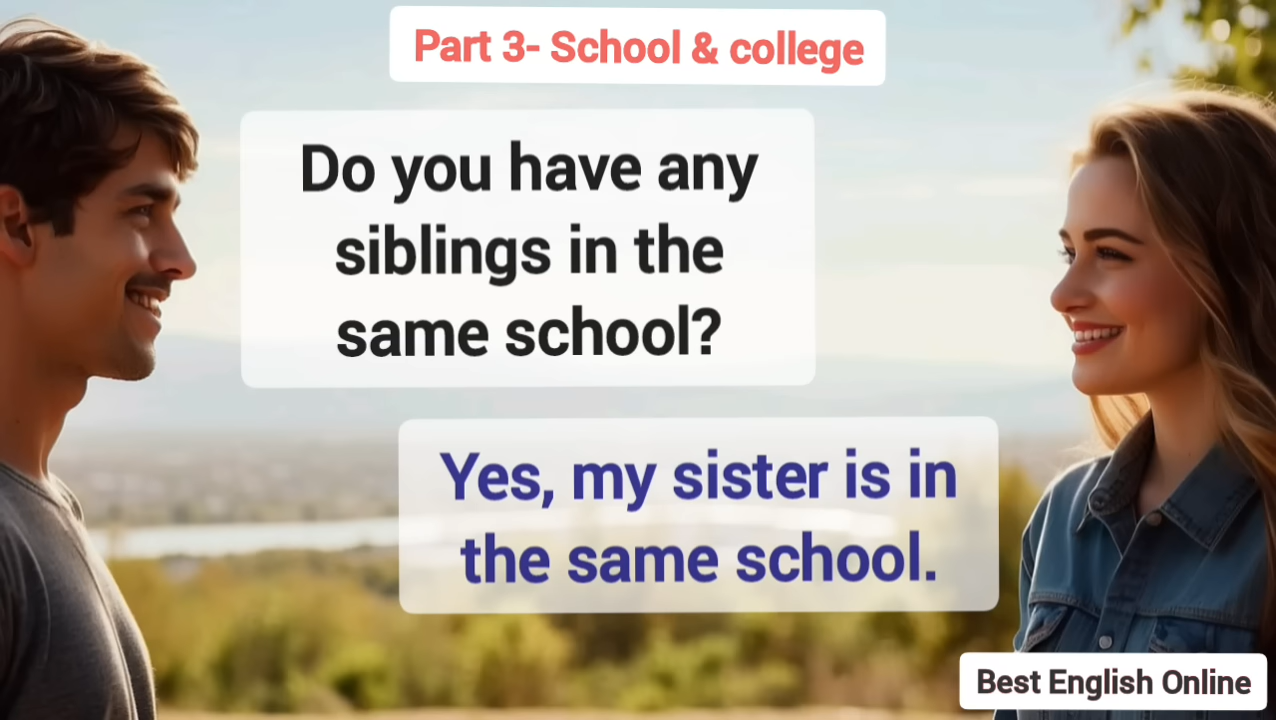 Part 3- School & college
Do you have any
siblings in the
same school?
Yes, my sister is in
the same school.
Best English Online